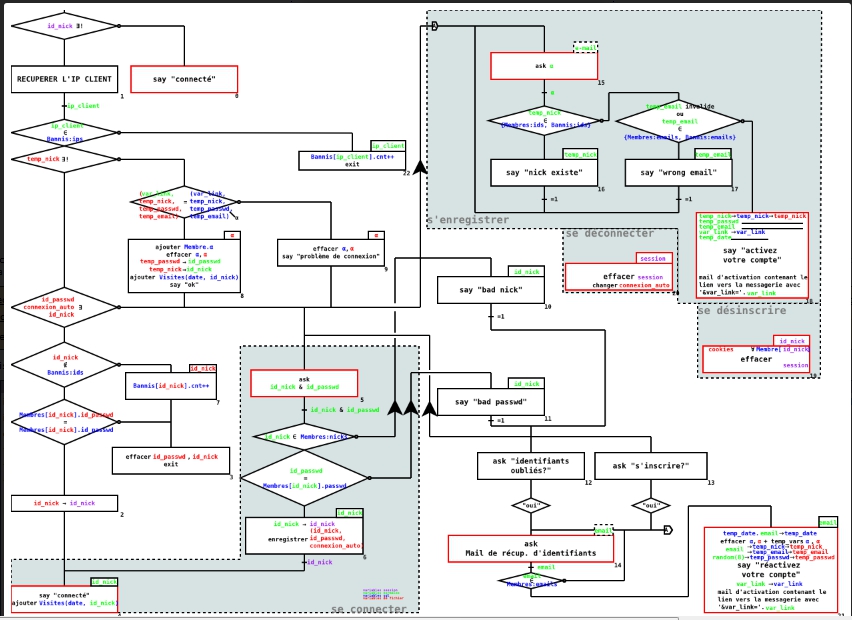 id_nick ∃!
RECUPERER L'IP CLIENT
1
say "connecté"
0
ip_client
ip_client
∈
Bannis:ips
temp_nick ∃!
Bannis[ip_client].cnt++
exit
ip_client
22
(var_link,
temp_nick,
temp_passwd,
temp_email)
=
(var_link,
temp_nick,
temp_passwd,
temp_email)
α
ajouter Membre.α
effacer α,α
temp_passwd→id_passwd
temp_nick→id_nick
ajouter Visites(date, id_nick)
say "ok"
8
α
effacer α,α
say "problème de connexion"
9
id_passwd
connexion_auto ∃
id_nick
id_nick
∉
Bannis:ids
id_nick
Bannis[id_nick].cnt++
7
Membres[id_nick].id_passwd
=
Membres[id_nick].id_passwd
effacer id_passwd, id_nick
exit
3
id_nick → id_nick
2
id_nick
say "connecté"
ajouter Visites(date, id_nick)
ask
id_nick & id_passwd
5
id_nick & id_passwd
id_nick ∈ Membres:nicks
id_passwd
=
Membres[id_nick].passwd
id_nick
id_nick → id_nick
enregistrer
(id_nick,
id_passwd,
connexion_auto)
6
id_nick
se connecter
id_nick
say "bad nick"
10
=1
id_nick
say "bad passwd"
11
=1
ask "identifiants
oubliés?"
12
ask "s'inscrire?"
13
"oui"
"oui"
email
ask
Mail de récup. d'identifiants
14
email
email
∈
Membres:emails
e-mail
ask α
15
α
temp_nick
∈
{Membres:ids, Bannis:ids}
temp_email invalide
ou
temp_email
∈
{Membres:emails, Bannis:emails}
temp_nick
say "nick existe"
16
=1
temp_email
say "wrong email"
17
=1
s'enregistrer
temp_nick→temp_nick→temp_nick
temp_passwd
temp_email
var_link →var_link
temp_date
say "activez
votre compte"
mail d'activation contenant le
lien vers la messagerie avec
'&var_link='.var_link
18
se déconnecter
session
effacer session
changer connexion_auto
se désinscrire
id_nick
cookies
Membre[id_nick]
effacer
session
email
temp_date. email→temp_date
effacer α,α + temp_vars α, α
email →temp_nick→temp_nick
→temp_email→temp_email
random(8)→temp_passwd→temp_passwd
say "réactivez
votre compte"
var_link →var_link
mail d'activation contenant le
lien vers la messagerie avec
'&var_link='.var_link